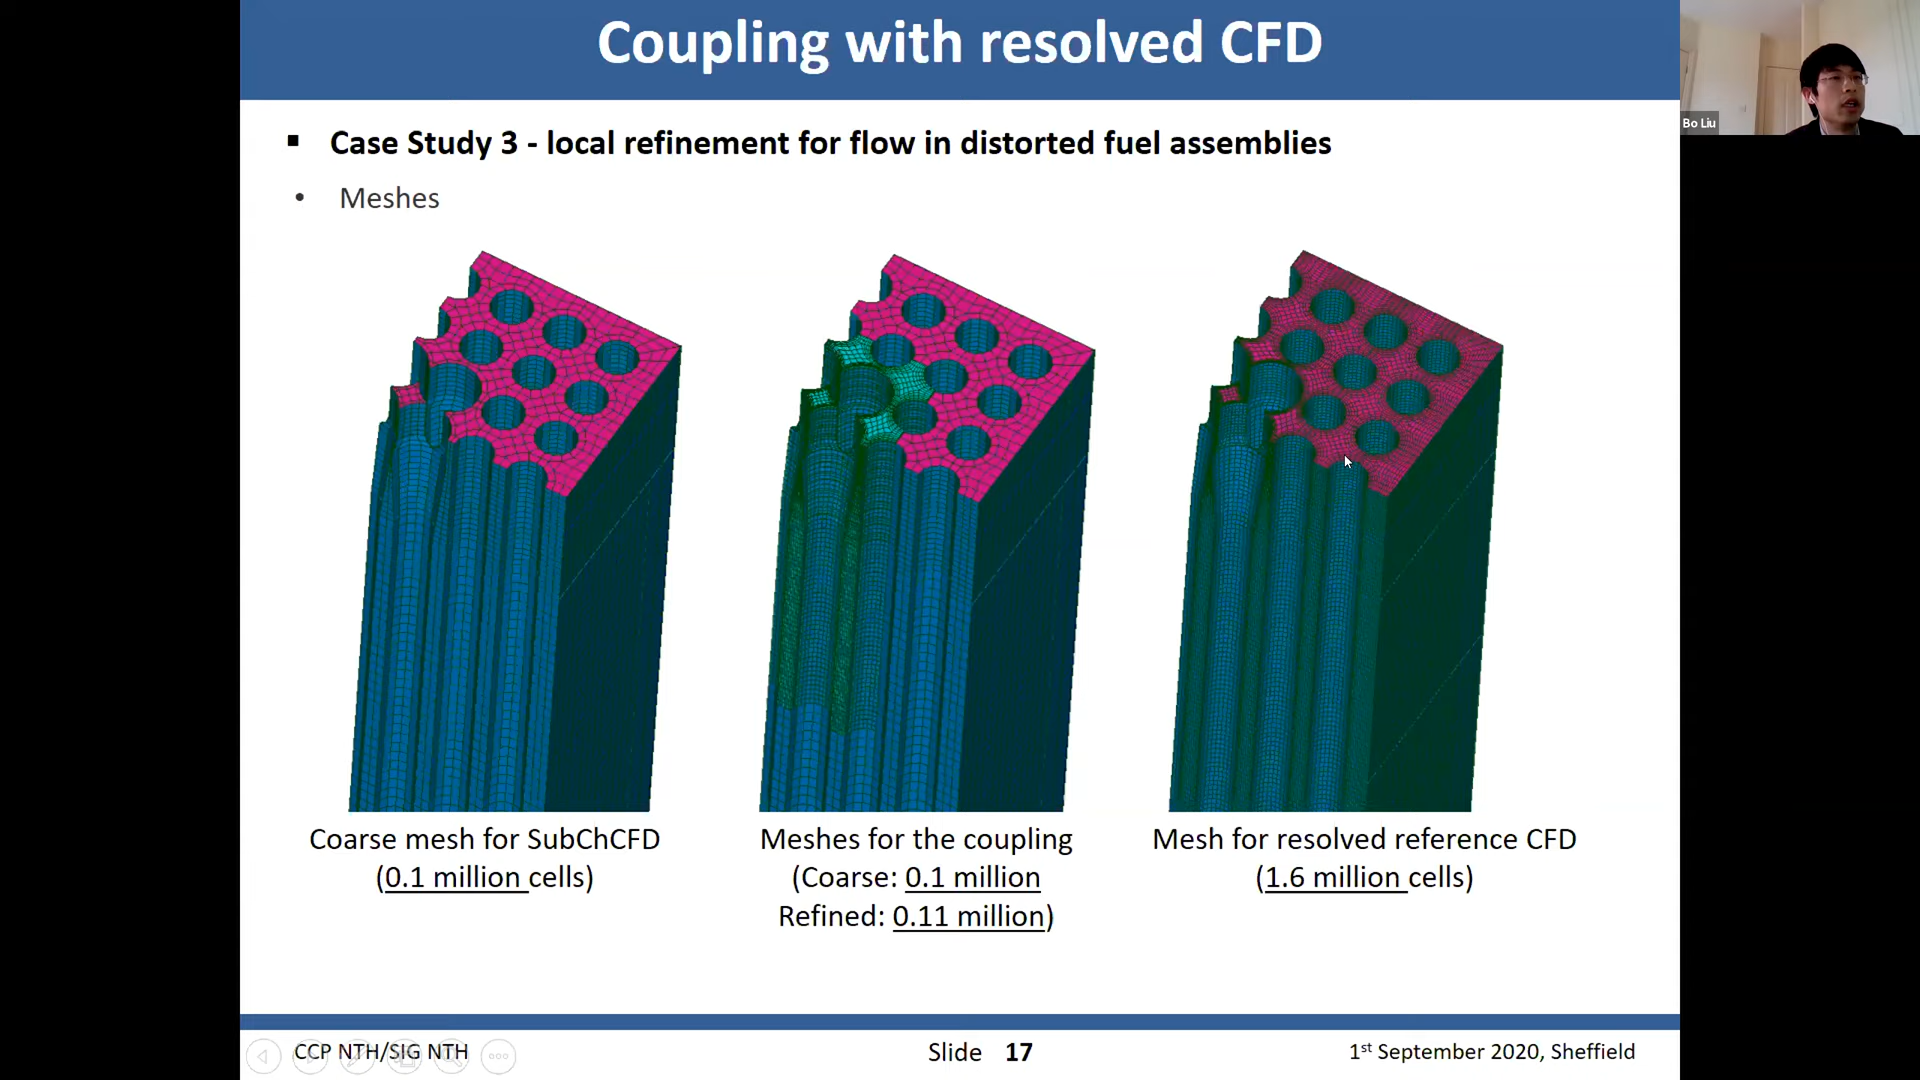 Coupling with resolved CFD
Bo Liu
▪ Case Study 3 - local refinement for flow in distorted fuel assemblies
• Meshes
Coarse mesh for SubChCFD
(0.1 million cells)
Meshes for the coupling
(Coarse: 0.1 million
Refined: 0.11 million)
Mesh for resolved reference CFD
(1.6 million cells)
CCP NTH/SIG NTH
Slide 17
1st September 2020, Sheffield